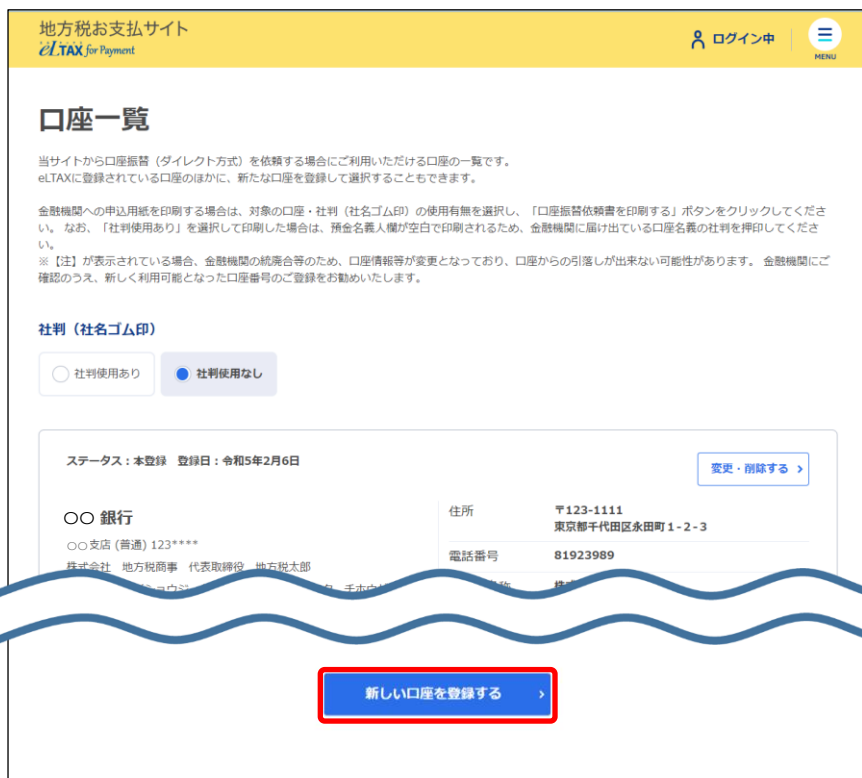 地方税お支払サイト
eLTAX for Payment
ログイン中
MENU
口座一覧
当サイトから口座振替（ダイレクト方式）を依頼する場合にご利用いただける口座の一覧です。
eLTAXに登録されている口座のほかに、新たな口座を登録して選択することもできます。
金融機関への申込用紙を印刷する場合は、対象の口座・社判（社名ゴム印）の使用有無を選択し、「口座振替依頼書を印刷する」ボタンをクリックしてくださ
い。 なお、「社判使用あり」を選択して印刷した場合は、預金名義人欄が空白で印刷されるため、金融機関に届け出ている口座名義の社判を押印してくださ
い。
※【注】が表示されている場合、金融機関の統廃合等のため、口座情報等が変更となっており、口座からの引落しが出来ない可能性があります。 金融機関にご
確認のうえ、新しく利用可能となった口座番号のご登録をお勧めいたします。
社判（社名ゴム印）
社判使用あり
社判使用なし
ステータス：本登録 登録日：令和5年2月6日
変更・削除する
〇〇 銀行
〇〇支店 (普通) 123****
株式会社 地方税商事 代表取締役 地方税太郎
住所
〒123-1111
東京都千代田区永田町１-２-３
電話番号
81923989
新しい口座を登録する